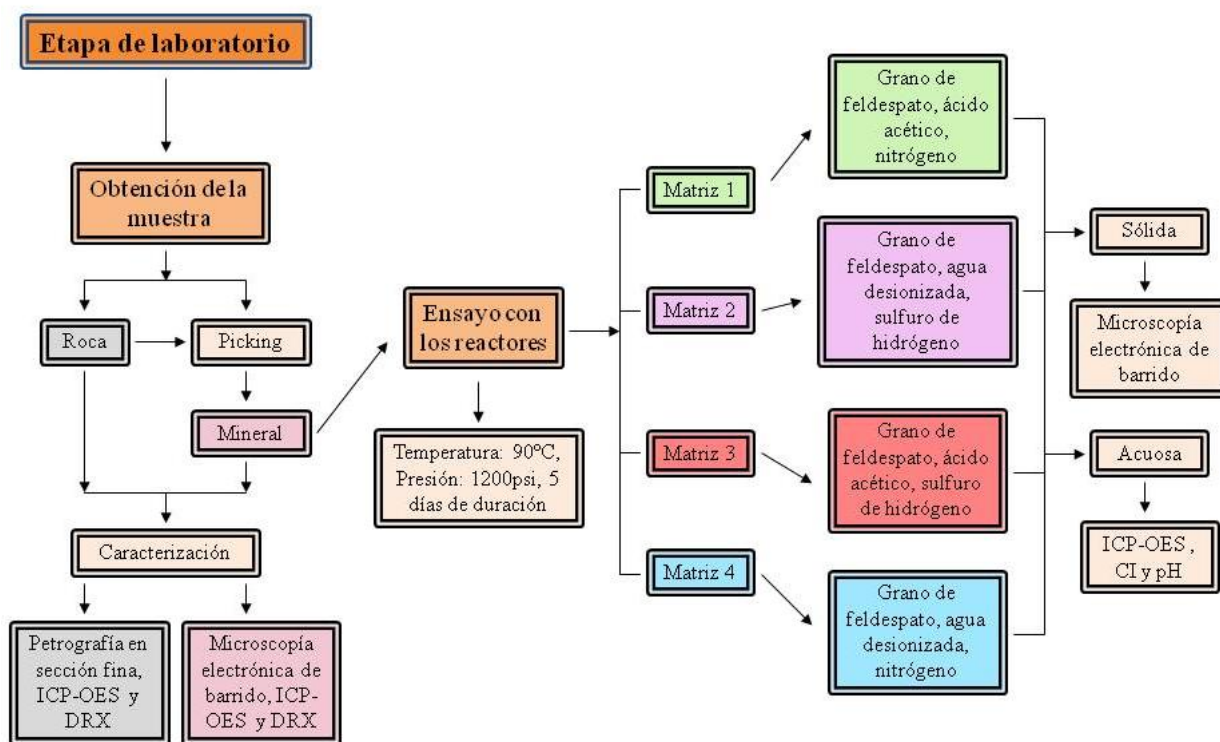 Etapa de laboratorio
Obtención de la
muestra
Roca
Picking
Mineral
Caracterización
Petrografía en
sección fina,
ICP-OES y
DRX
Microscopía
electrónica de
barrido, ICP-
OES y DRX
Ensayo con
los reactores
Temperatura: 90ºC,
Presión: 1200psi, 5
días de duración
Matriz 1
Matriz 2
Matriz 3
Matriz 4
Grano de
feldespato, ácido
acético,
nitrógeno
Grano de
feldespato, agua
desionizada,
sulfuro de
hidrógeno
Grano de
feldespato, ácido
acético, sulfuro
de hidrógeno
Grano de
feldespato, agua
desionizada,
nitrógeno
Sólida
Microscopía
electrónica de
barrido
Acuosa
ICP-OES ,
CI y pH